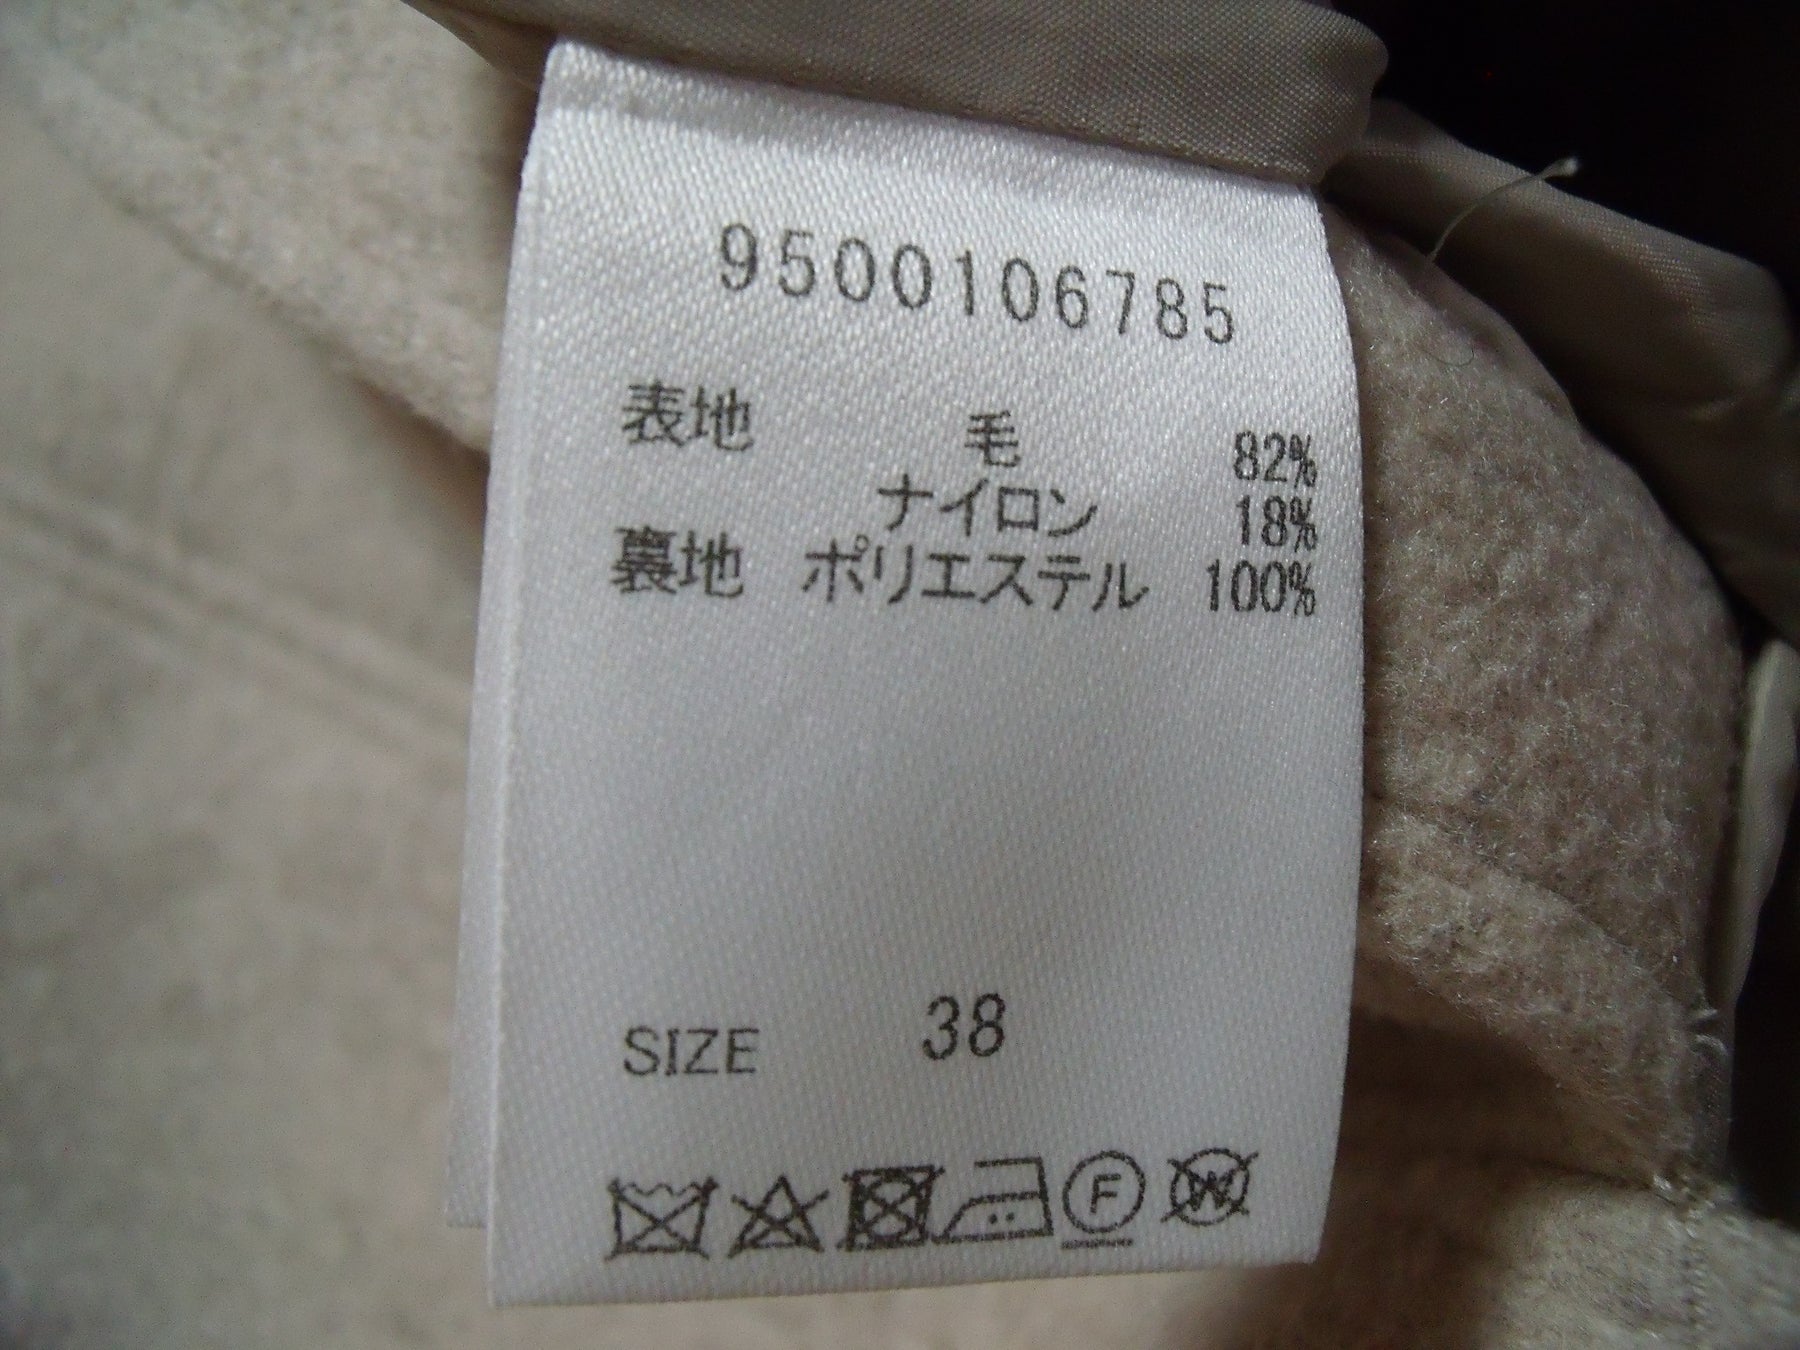 9500106785
表地 毛 82%
ナイロン 18%
裏地 ポリエステル 100%
SIZE 38
F W